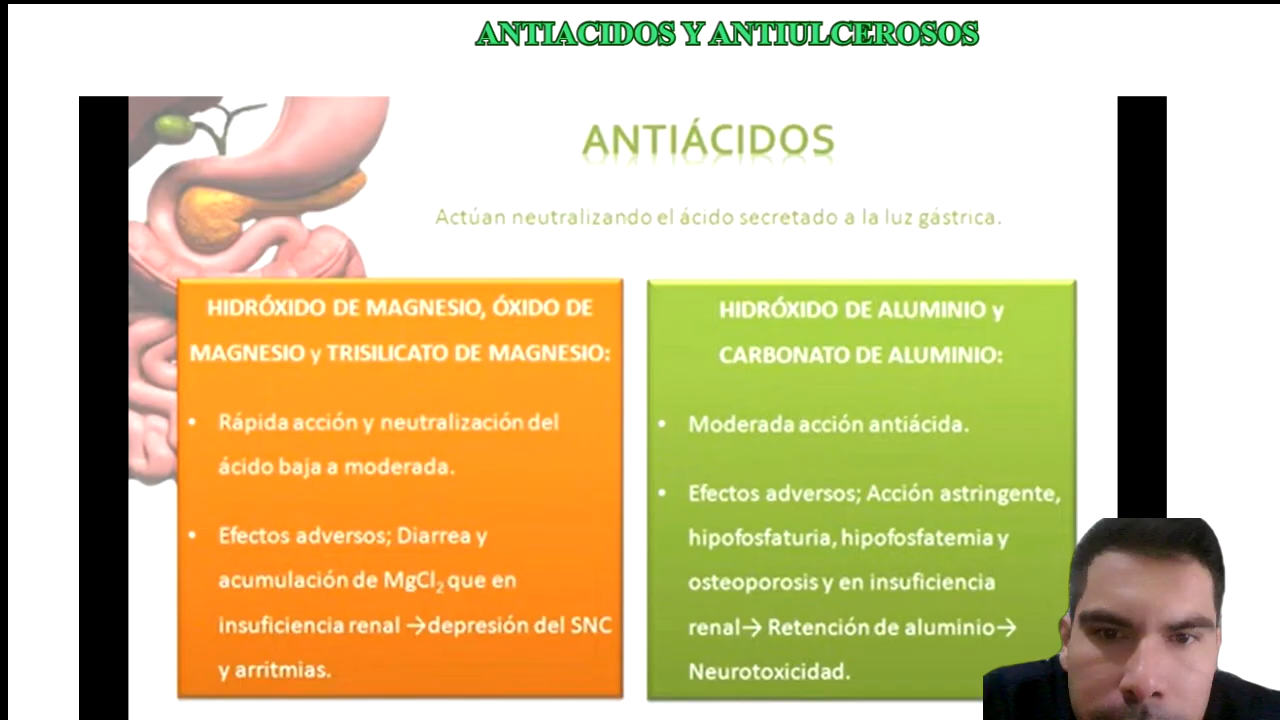 ANTIACIDOS Y ANTIULCEROSOS
ANTIÁCIDOS
Actúan neutralizando el ácido secretado a la luz gástrica.
HIDRÓXIDO DE MAGNESIO, ÓXIDO DE
MAGNESIO y TRISILICATO DE MAGNESIO:
• Rápida acción y neutralización del
ácido baja a moderada.
• Efectos adversos; Diarrea y
acumulación de MgCl₂ que en
insuficiencia renal →depresión del SNC
y arritmias.
HIDRÓXIDO DE ALUMINIO y
CARBONATO DE ALUMINIO:
• Moderada acción antiácida.
• Efectos adversos; Acción astringente,
hipofosfaturia, hipofosfatemia y
osteoporosis y en insuficiencia
renal→ Retención de aluminio→
Neurotoxicidad.